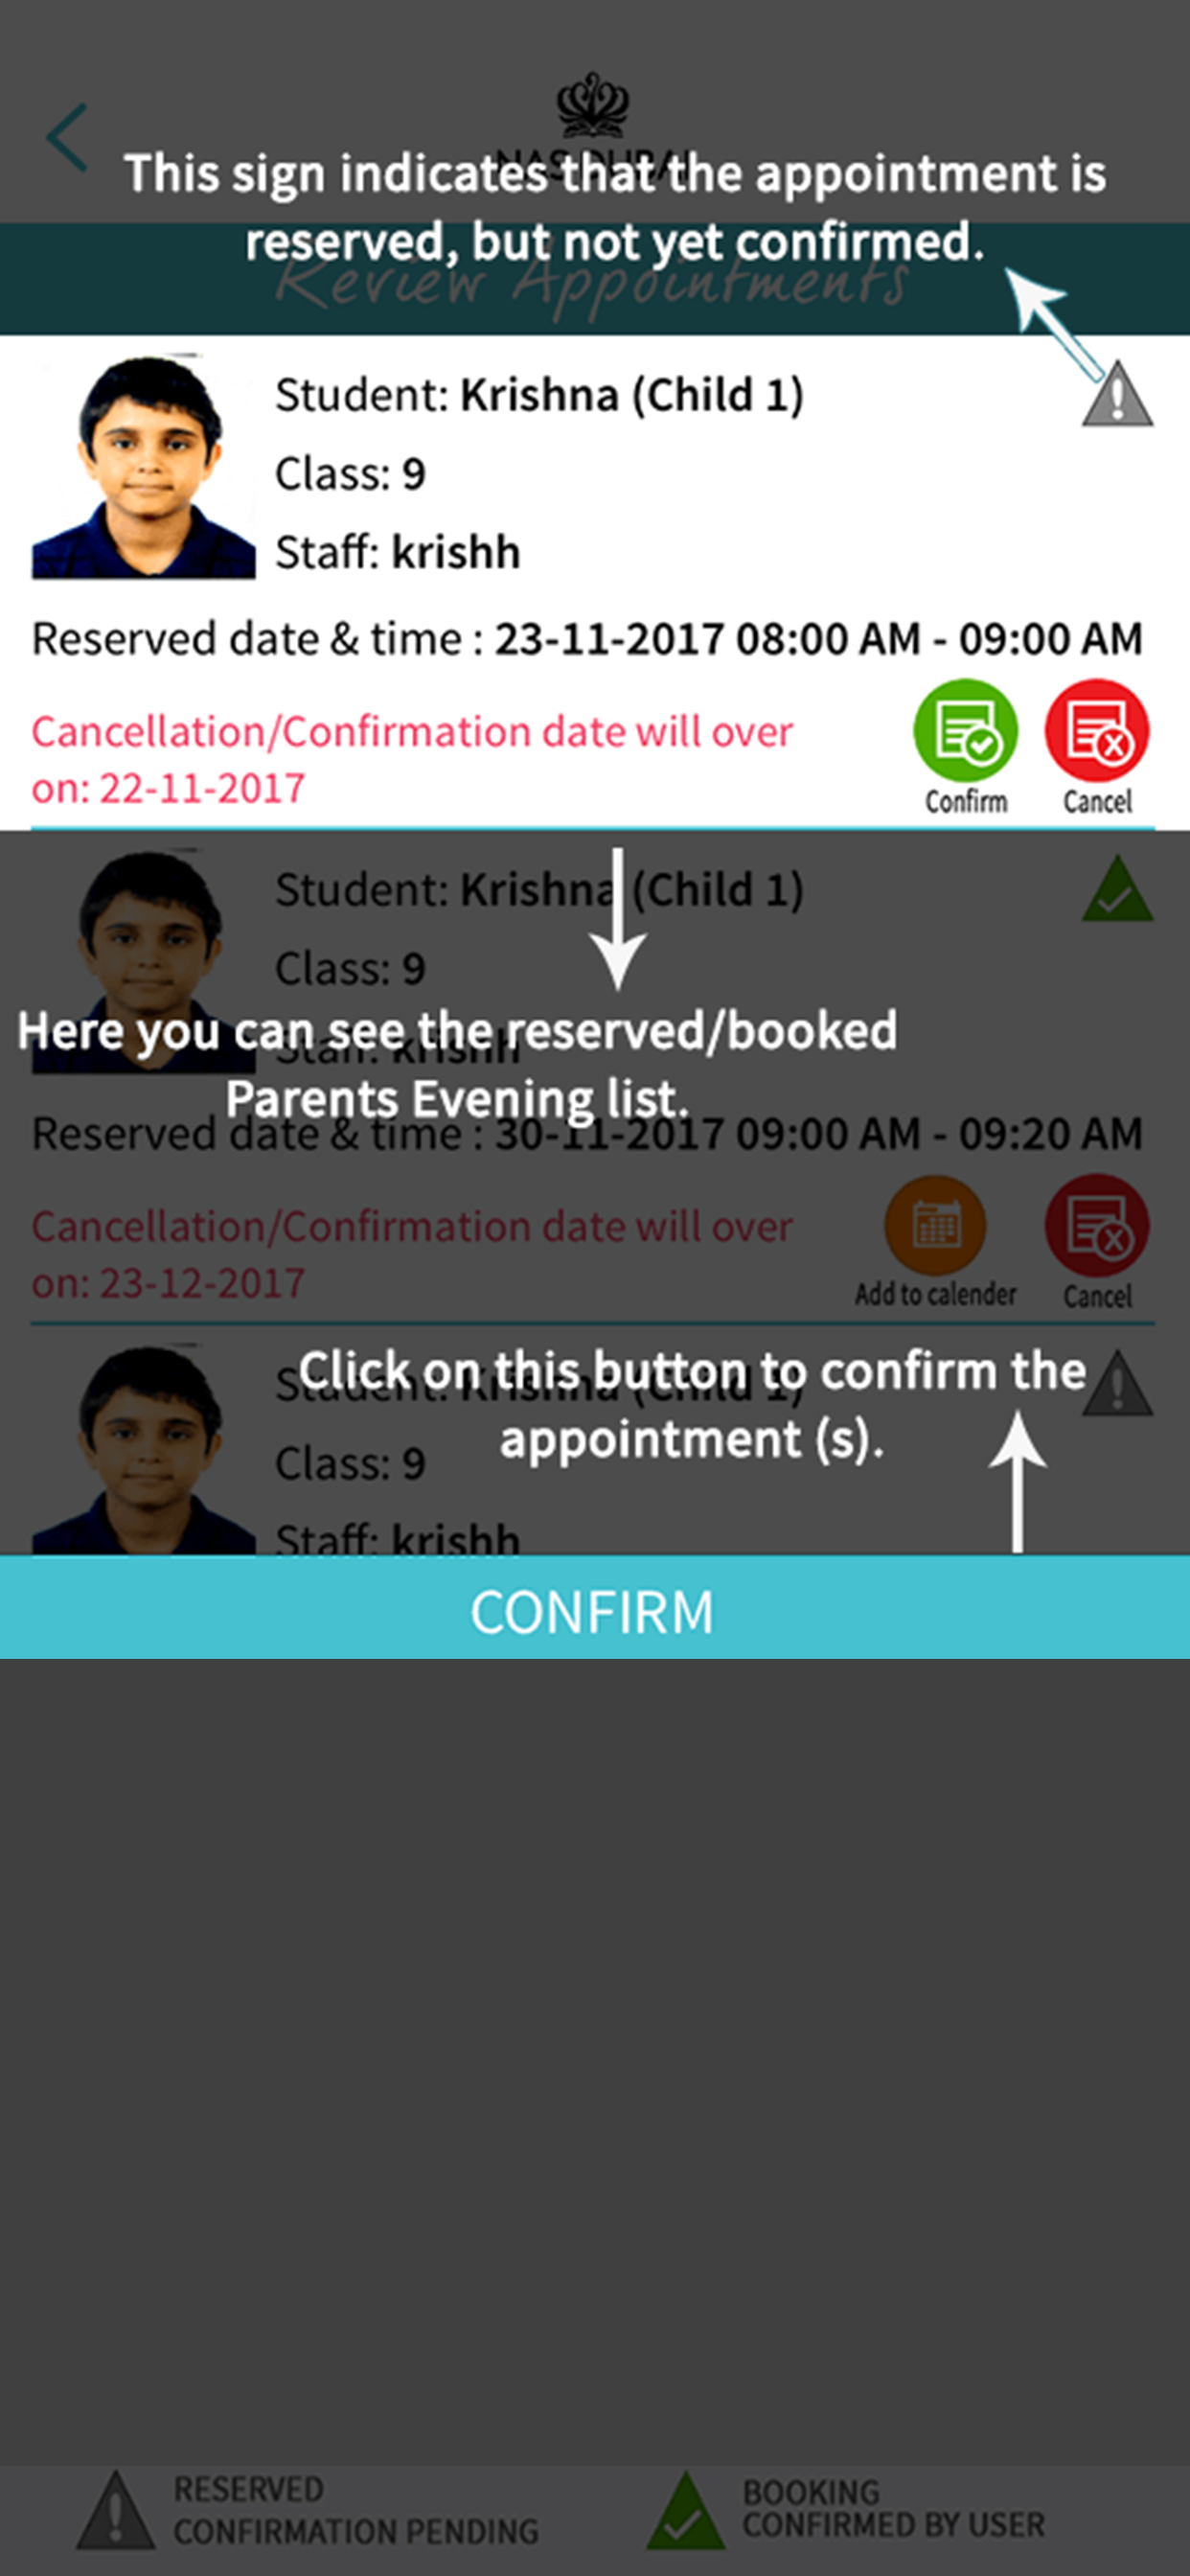 NAS DUBAI
This sign indicates that the appointment is
reserved, but not yet confirmed.
Review Appointments
Student: Krishna (Child 1)
Class: 9
Staff: krishh
Reserved date & time : 23-11-2017 08:00 AM - 09:00 AM
Cancellation/Confirmation date will over
on: 22-11-2017
Confirm
Cancel
Student: Krishna (Child 1)
Class: 9
Here you can see the reserved/booked
Staff: krishh
Parents Evening list.
Reserved date & time : 30-11-2017 09:00 AM - 09:20 AM
Cancellation/Confirmation date will over
on: 23-12-2017
Add to calender
Cancel
Click on this button to confirm the
Student: Krishna (Child 1)
appointment (s).
Class: 9
Staff: krishh
CONFIRM
RESERVED
CONFIRMATION PENDING
BOOKING
CONFIRMED BY USER